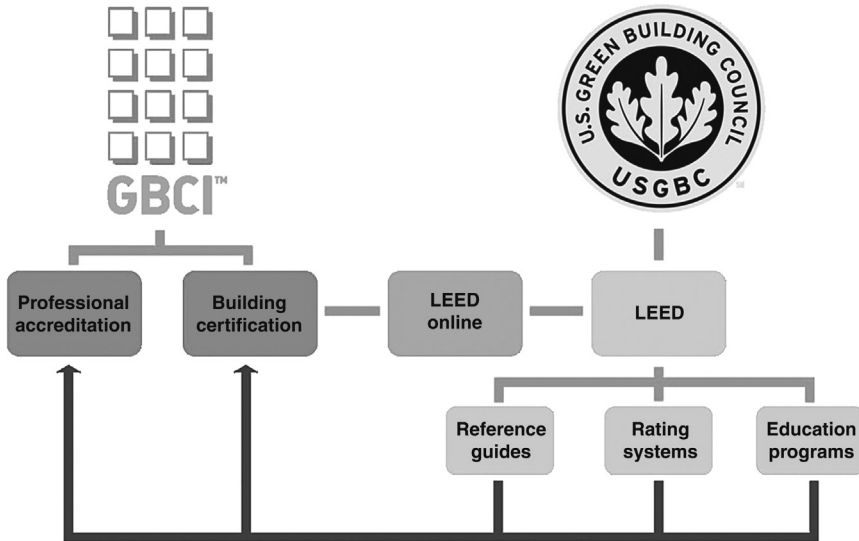 GBCI™
U.S. GREEN BUILDING COUNCIL
USGBC
Professional
accreditation
Building
certification
LEED
online
LEED
Reference
guides
Rating
systems
Education
programs